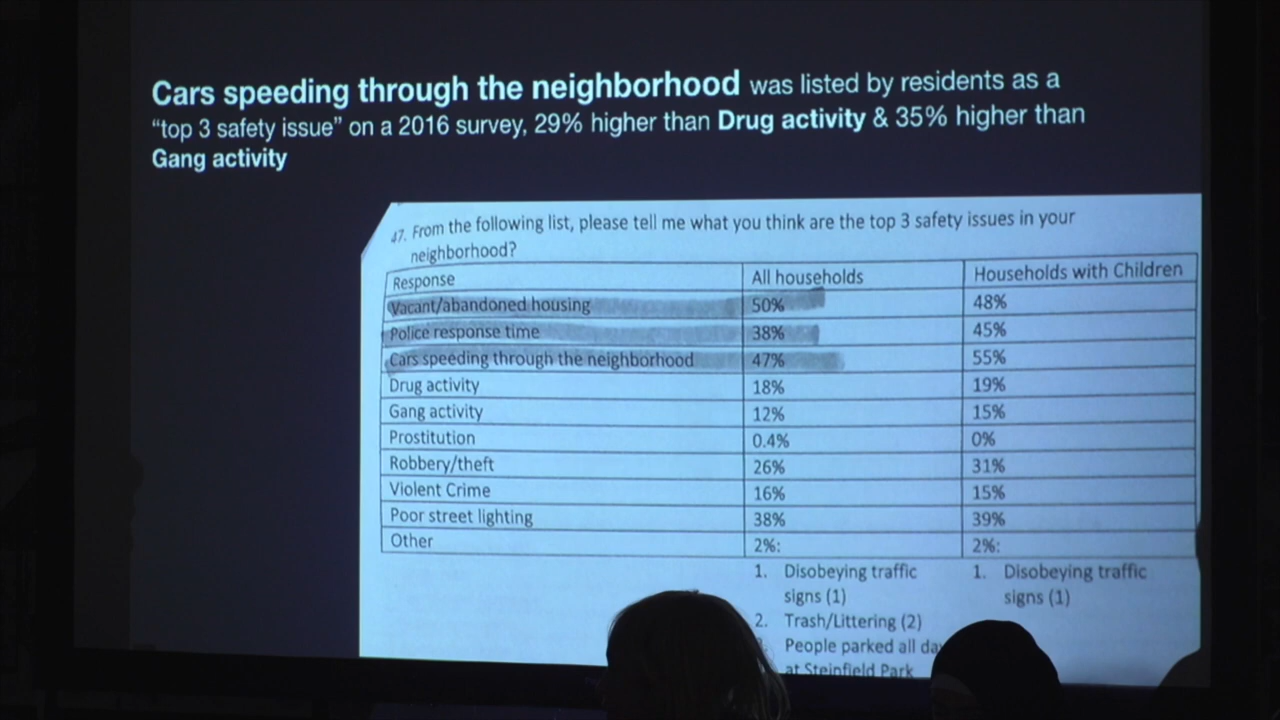 Cars speeding through the neighborhood was listed by residents as a
“top 3 safety issue” on a 2016 survey, 29% higher than Drug activity & 35% higher than
Gang activity
47. From the following list, please tell me what you think are the top 3 safety issues in your
neighborhood?
Response All households Households with Children
Vacant/abandoned housing 50% 48%
Police response time 38% 45%
Cars speeding through the neighborhood 47% 55%
Drug activity 18% 19%
Gang activity 12% 15%
Prostitution 0.4% 0%
Robbery/theft 26% 31%
Violent Crime 16% 15%
Poor street lighting 38% 39%
Other 2%: 2%:
1. Disobeying traffic 1. Disobeying traffic
signs (1) signs (1)
2. Trash/Littering (2)
People parked all
at Steinfield Park